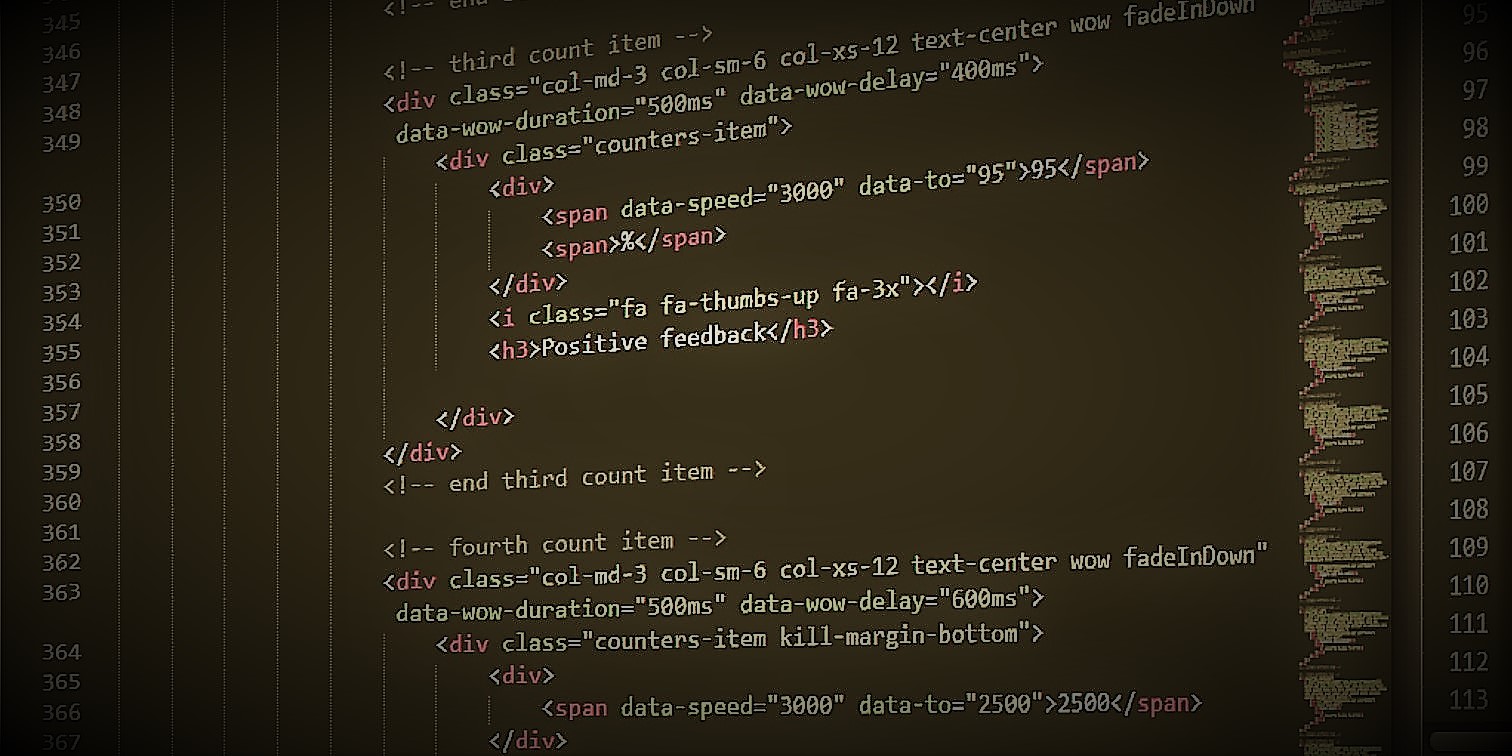 345
346
347
348
349
350
351
352
353
354
355
356
357
358
359
360
361
362
363
364
365
366
367
<!-- end
<!-- third count item -->
<div class="col-md-3 col-sm-6 col-xs-12 text-center wow fadeInDown
data-wow-duration="500ms" data-wow-delay="400ms">
<div class="counters-item">
<div>
<span data-speed="3000" data-to="95">95</span>
<span>%</span>
</div>
<i class="fa fa-thumbs-up fa-3x"></i>
<h3>Positive feedback</h3>
</div>
</div>
<!-- end third count item -->
<!-- fourth count item -->
<div class="col-md-3 col-sm-6 col-xs-12 text-center wow fadeInDown"
data-wow-duration="500ms" data-wow-delay="600ms">
<div class="counters-item kill-margin-bottom">
<div>
<span data-speed="3000" data-to="2500">2500</span>
</div>
95
96
97
98
99
100
101
102
103
104
105
106
107
108
109
110
111
112
113